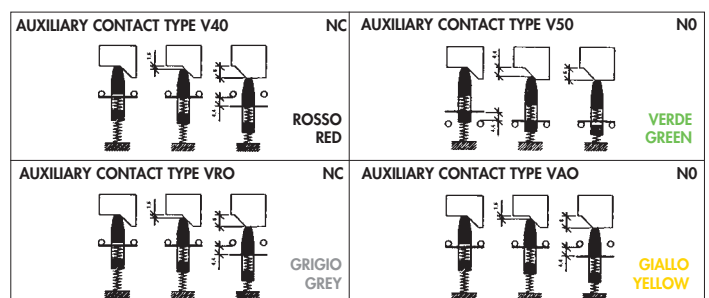 AUXILIARY CONTACT TYPE V40 NC
ROSSO
RED
AUXILIARY CONTACT TYPE V50 N0
VERDE
GREEN
AUXILIARY CONTACT TYPE VRO NC
GRIGIO
GREY
AUXILIARY CONTACT TYPE VAO N0
GIALLO
YELLOW